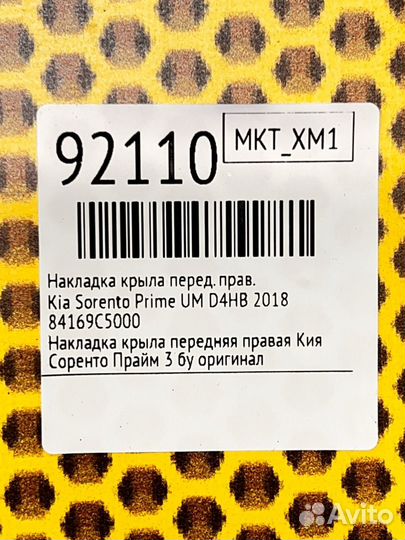 92110
МКТ_ХМ1
Накладка крыла перед. прав.
Kia Sorento Prime UM D4HB 2018
84169C5000
Накладка крыла передняя правая Кия
Соренто Прайм 3 бу оригинал
Avito